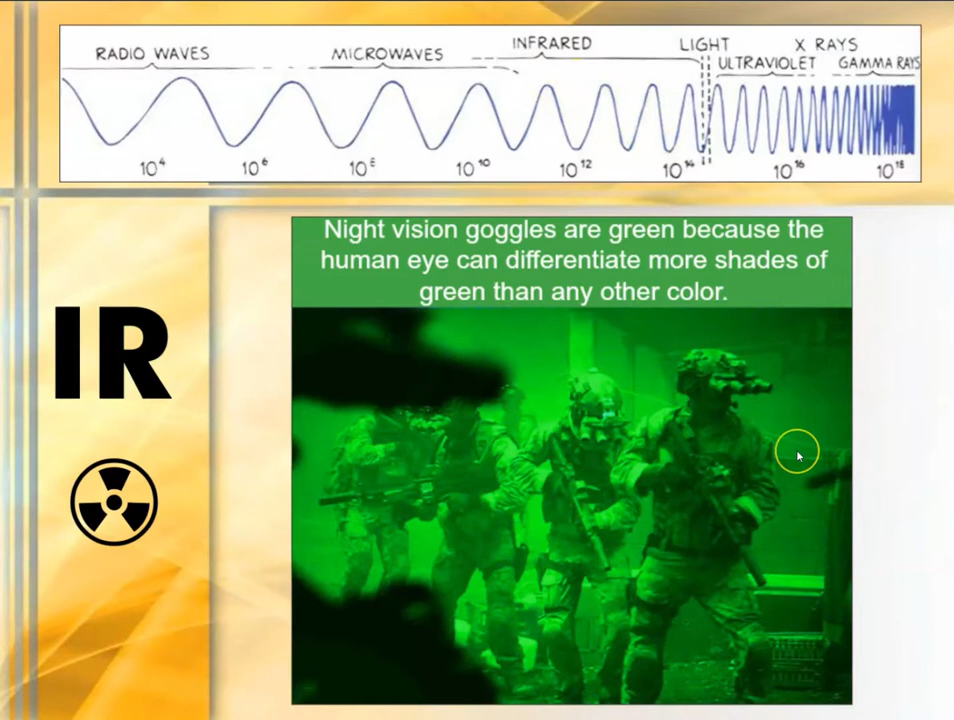 RADIO WAVES
MICROWAVES
INFRARED
LIGHT
ULTRAVIOLET
X RAYS
GAMMA RAYS
10⁴ 10⁶ 10⁸ 10¹⁰ 10¹² 10¹⁴ 10¹⁶ 10¹⁸
Night vision goggles are green because the
human eye can differentiate more shades of
green than any other color.
IR